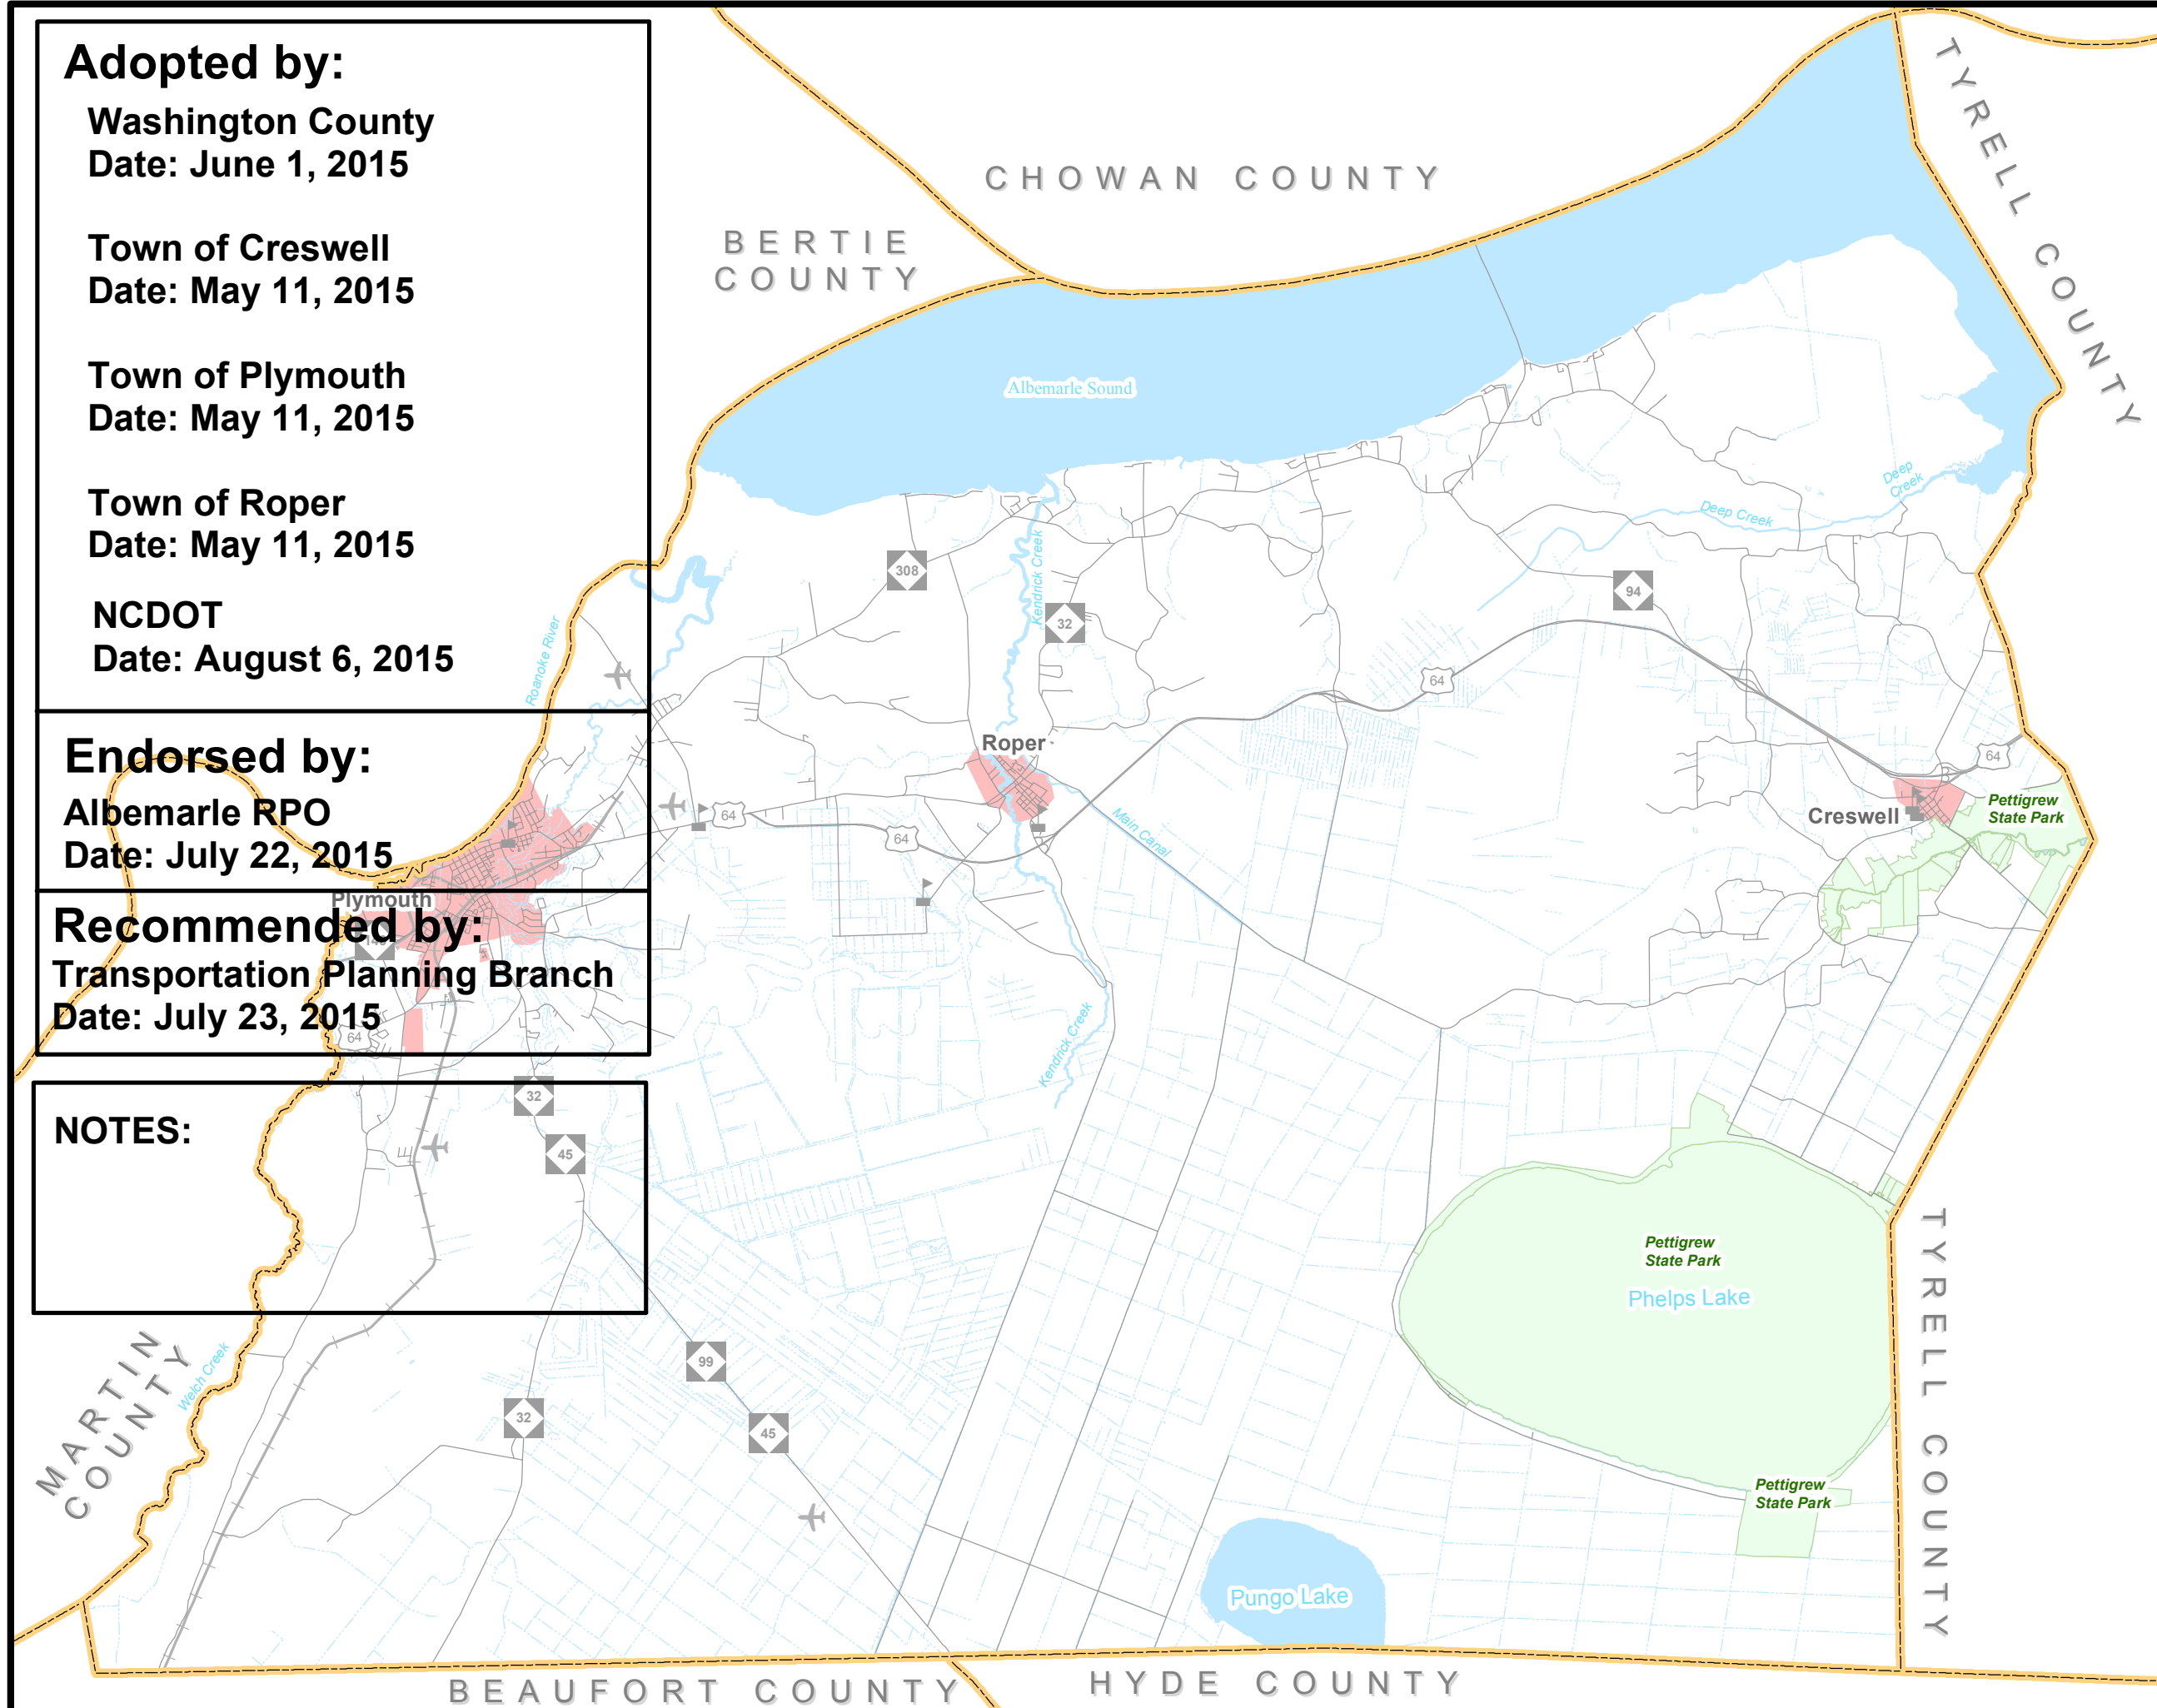 Adopted by:
Washington County
Date: June 1, 2015
Town of Creswell
Date: May 11, 2015
Town of Plymouth
Date: May 11, 2015
Town of Roper
Date: May 11, 2015
NCDOT
Date: August 6, 2015
Endorsed by:
Albemarle RPO
Date: July 22, 2015
Recommended by:
Transportation Planning Branch
Date: July 23, 2015
NOTES:
CHOWAN COUNTY
BERTIE
COUNTY
TYRELL COUNTY
Albemarle Sound
Deep
Creek
Deep Creek
308
Kendrick Creek
32
94
64
Roanoke River
Roper
64
64
64
Main Canal
Creswell
Pettigrew
State Park
Plymouth
64
Kendrick Creek
32
45
Pettigrew
State Park
Phelps Lake
TYRELL COUNTY
MARTIN
COUNTY
Welch Creek
99
32
45
Pettigrew
State Park
Pungo Lake
BEAUFORT COUNTY
HYDE COUNTY